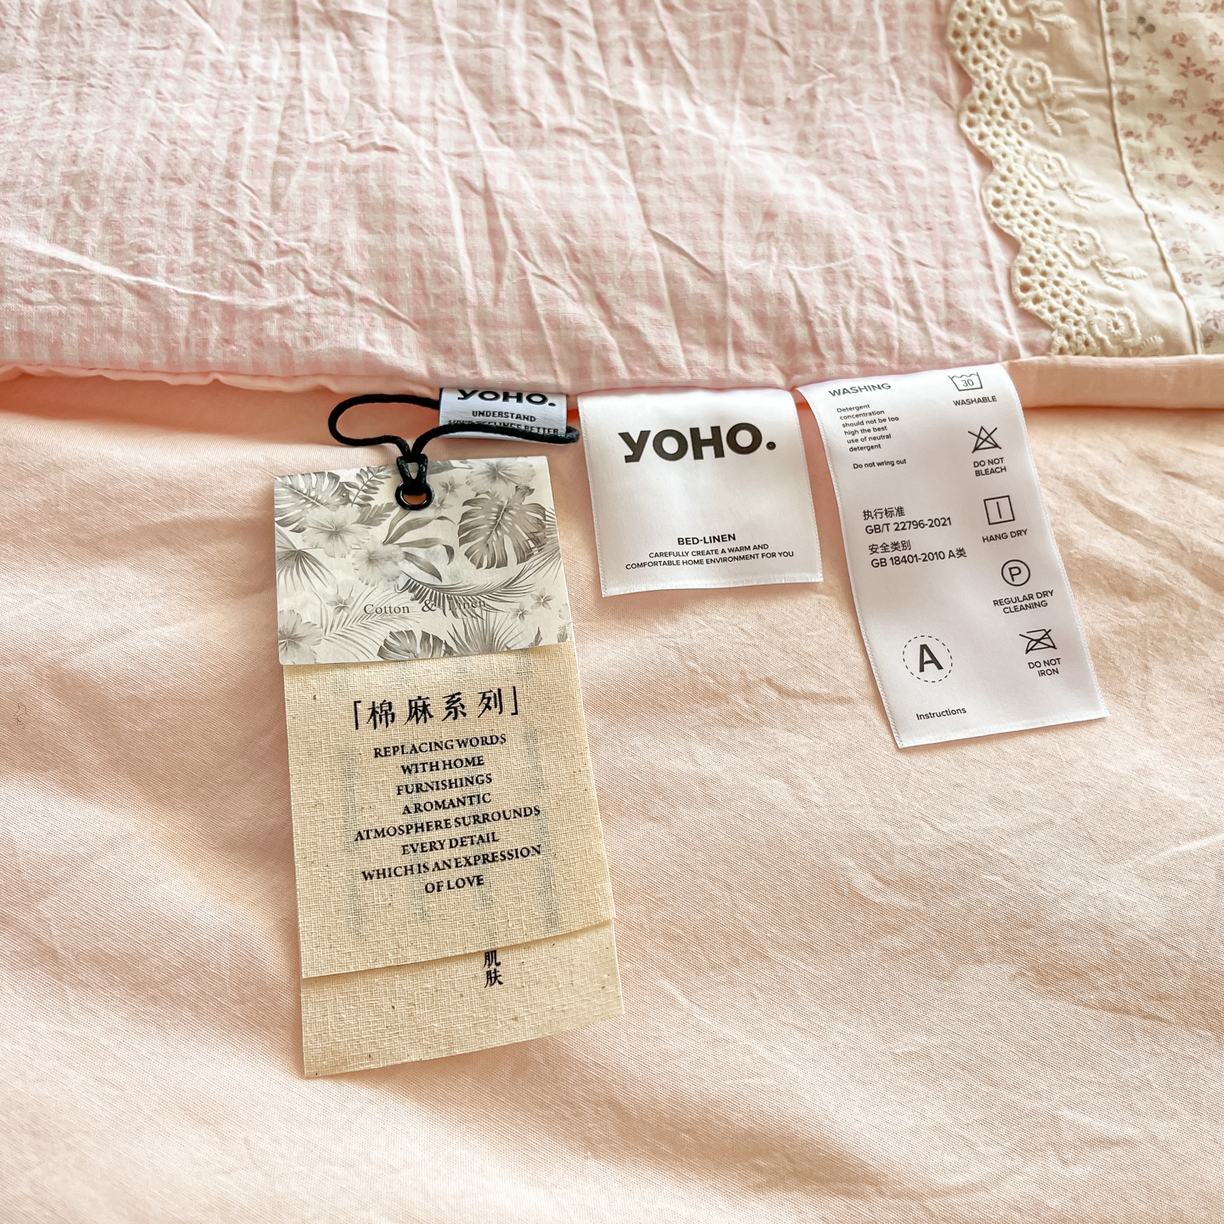 YOHO.
UNDERSTAND
YOUR FEELINGS BETTER
Cotton & linen
「棉麻系列」
REPLACING WORDS
WITH HOME
FURNISHINGS
A ROMANTIC
ATMOSPHERE SURROUNDS
EVERY DETAIL
WHICH IS AN EXPRESSION
OF LOVE
肌
肤
YOHO.
BED-LINEN
CAREFULLY CREATE A WARM AND
COMFORTABLE HOME ENVIRONMENT FOR YOU
WASHING
Detergent
concentration
should not be too
high the best
use of neutral
detergent
Do not wring out
执行标准
GB/T 22796-2021
安全类别
GB 18401-2010 A类
A
Instructions
30
WASHABLE
DO NOT
BLEACH
HANG DRY
P
REGULAR DRY
CLEANING
DO NOT
IRON